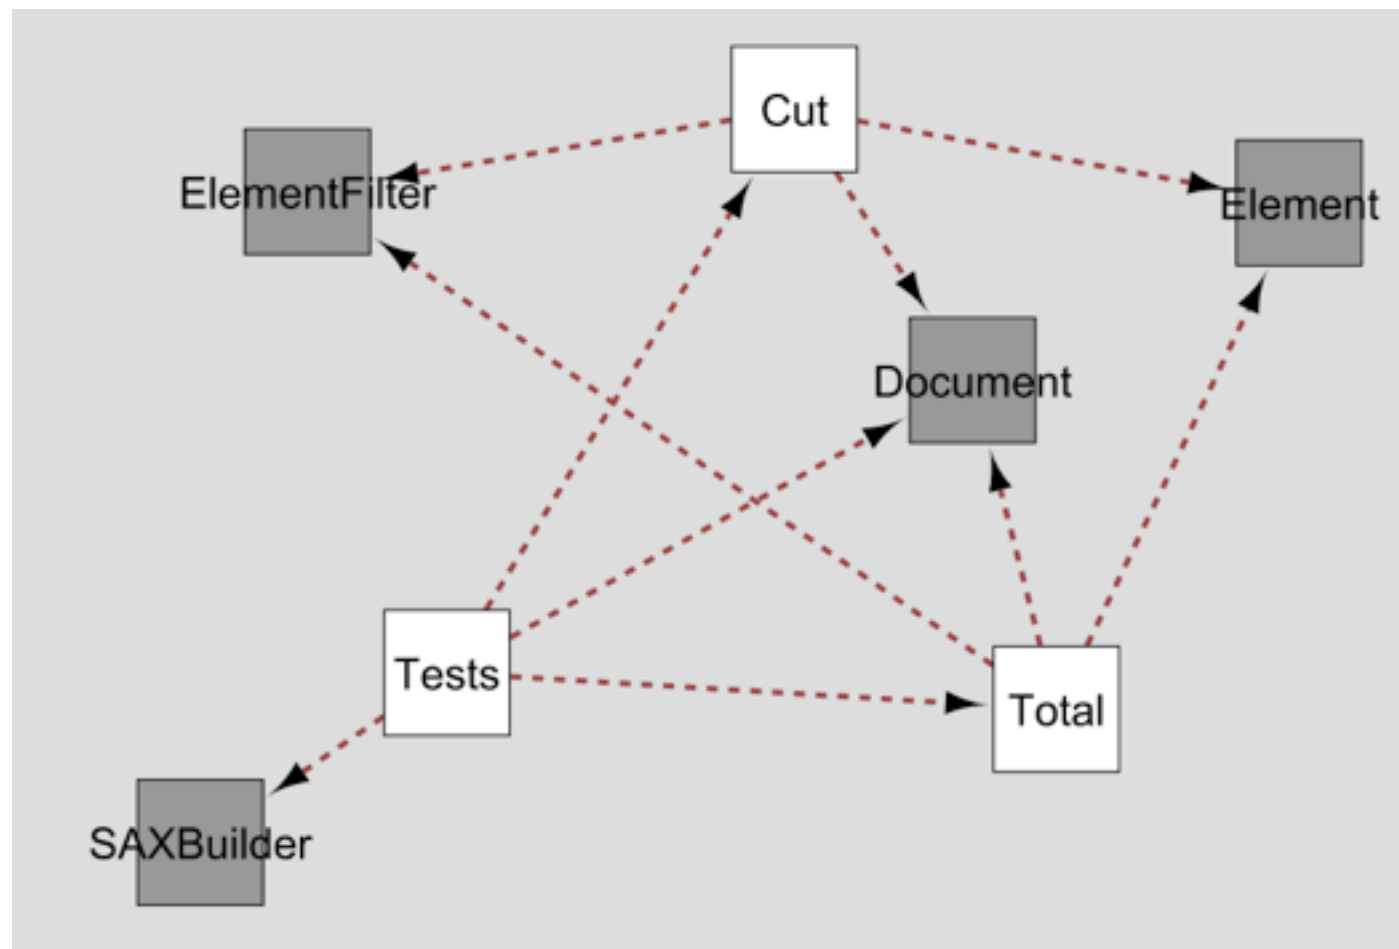 Cut
ElementFilter
Element
Document
Tests
Total
SAXBuilder